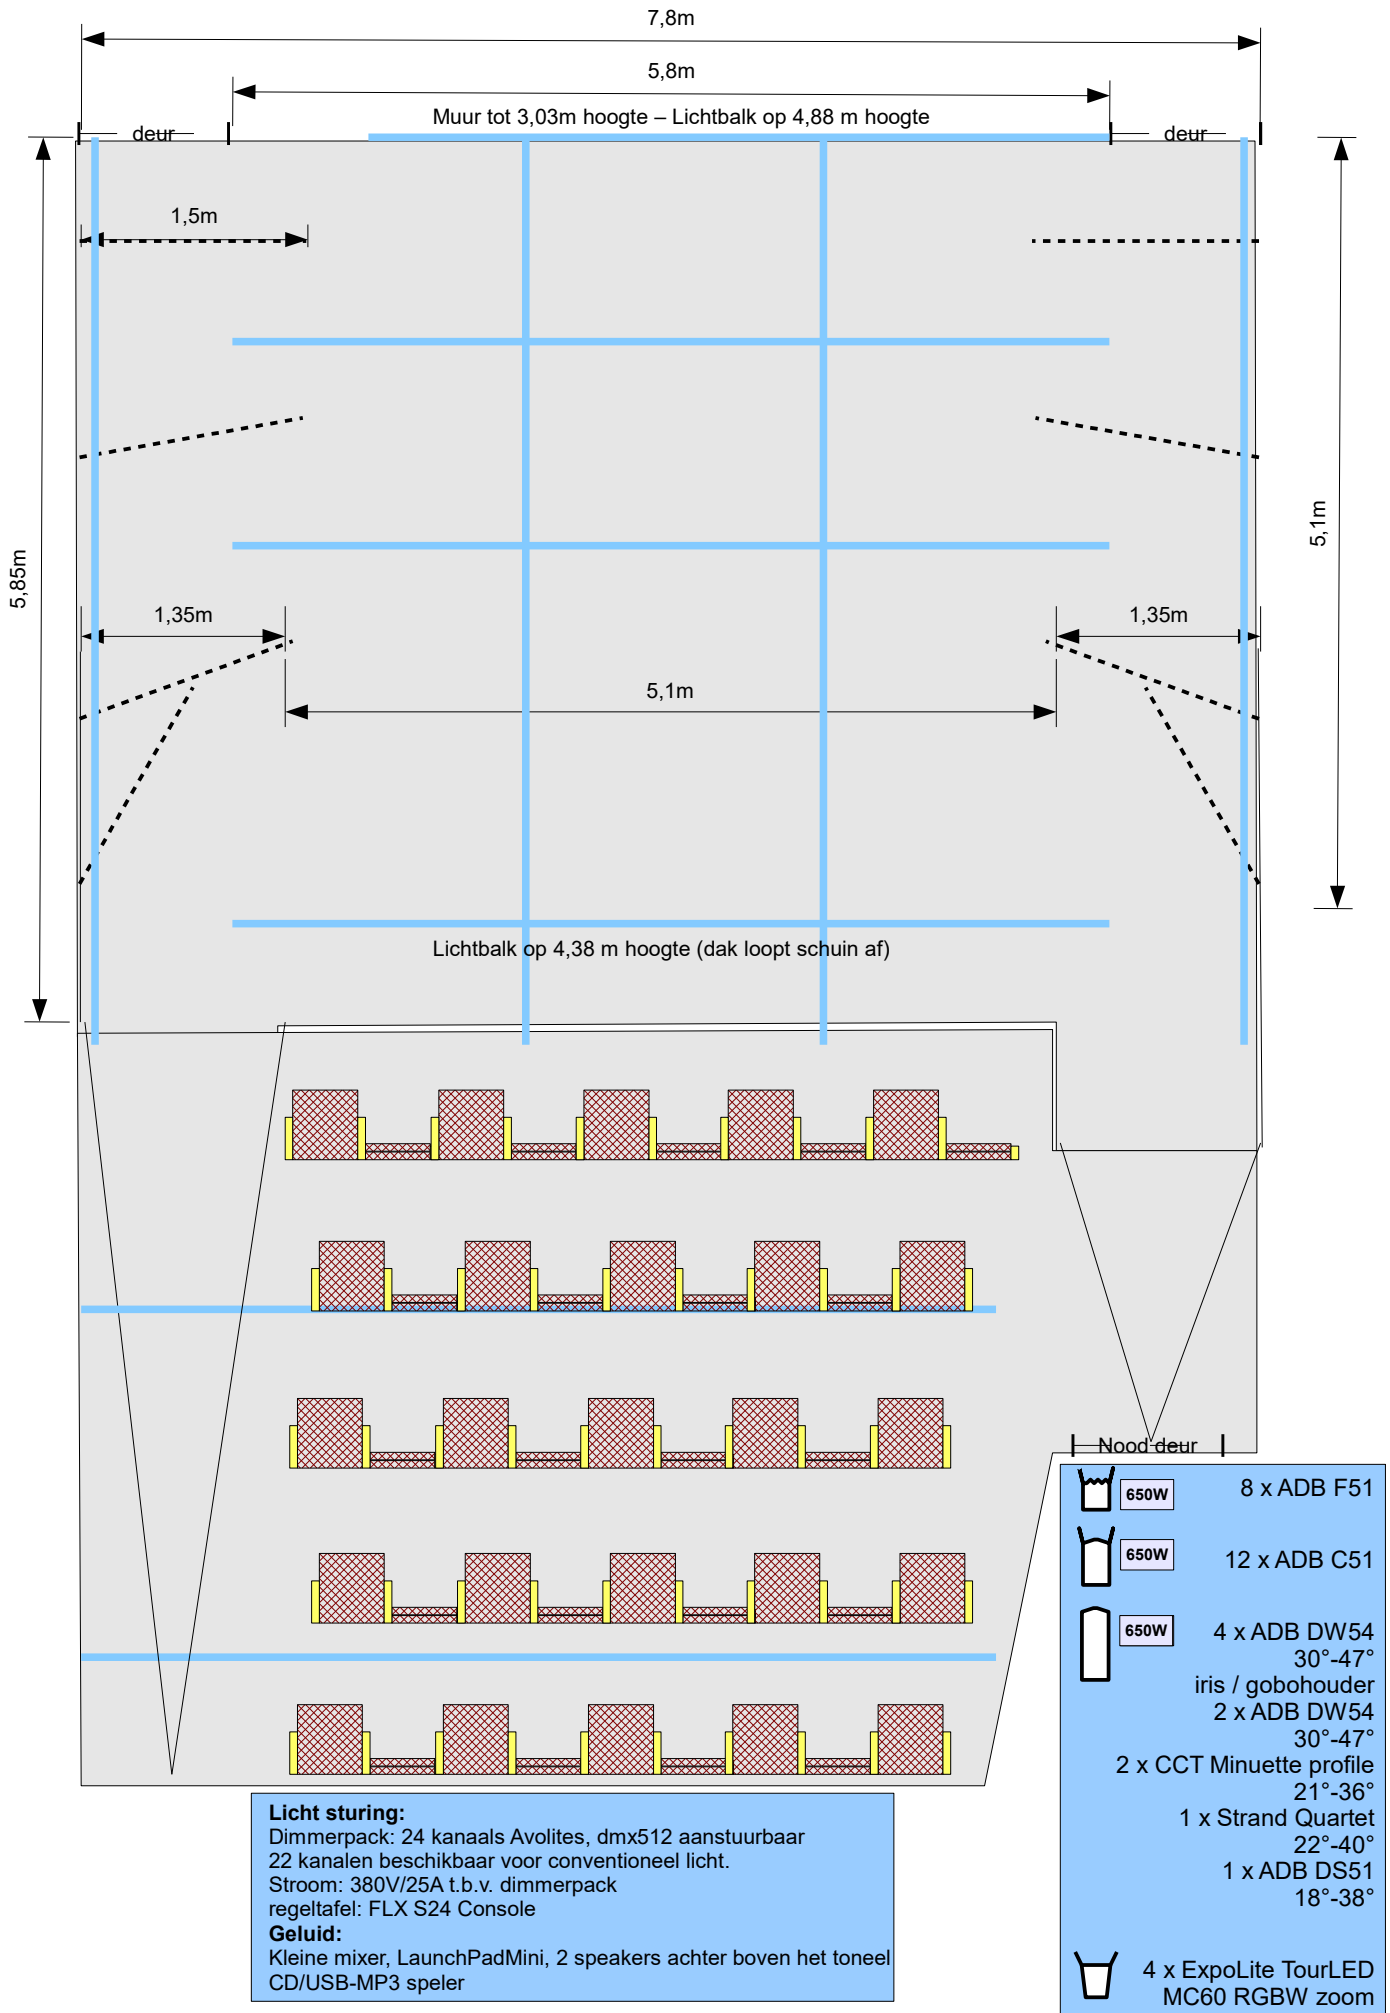 7,8m
5,8m
Muur tot 3,03m hoogte – Lichtbalk op 4,88 m hoogte
deur
deur
1,5m
5,85m
5,1m
1,35m
1,35m
5,1m
Lichtbalk op 4,38 m hoogte (dak loopt schuin af)
Nood deur
650W
8 x ADB F51
650W
12 x ADB C51
650W
4 x ADB DW54
30°-47°
iris / gobohouder
2 x ADB DW54
30°-47°
2 x CCT Minuette profile
21°-36°
1 x Strand Quartet
22°-40°
1 x ADB DS51
18°-38°
4 x ExpoLite TourLED
MC60 RGBW zoom
Licht sturing:
Dimmerpack: 24 kanaals Avolites, dmx512 aanstuurbaar
22 kanalen beschikbaar voor conventioneel licht.
Stroom: 380V/25A t.b.v. dimmerpack
regeltafel: FLX S24 Console
Geluid:
Kleine mixer, LaunchPadMini, 2 speakers achter boven het toneel
CD/USB-MP3 speler